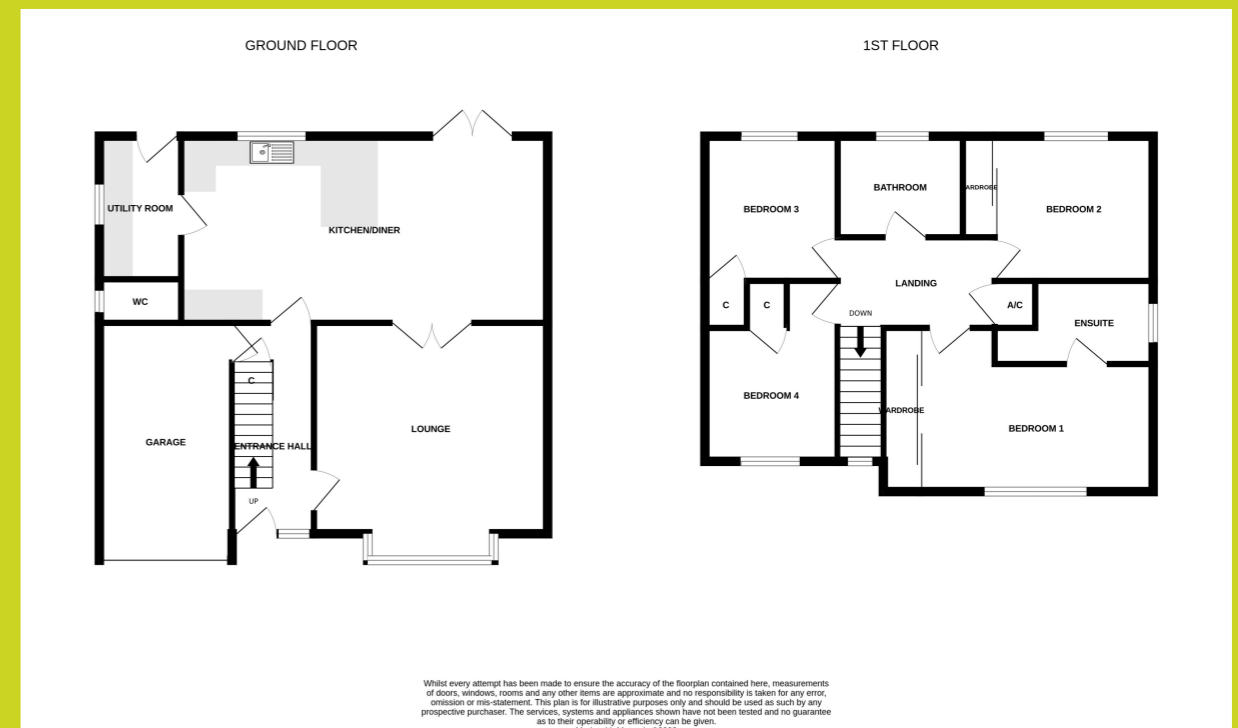 GROUND FLOOR
UTILITY ROOM
KITCHEN/DINER
WC
C
GARAGE
ENTRANCE HALL
LOUNGE
UP
1ST FLOOR
BEDROOM 3
BATHROOM
ARDROBE
BEDROOM 2
LANDING
C
C
A/C
DOWN
ENSUITE
BEDROOM 4
WARDROBE
BEDROOM 1
Whilst every attempt has been made to ensure the accuracy of the floorplan contained here, measurements
of doors, windows, rooms and any other items are approximate and no responsibility is taken for any error,
omission or mis-statement. This plan is for illustrative purposes only and should be used as such by any
prospective purchaser. The services, systems and appliances shown have not been tested and no guarantee
as to their operability or efficiency can be given.